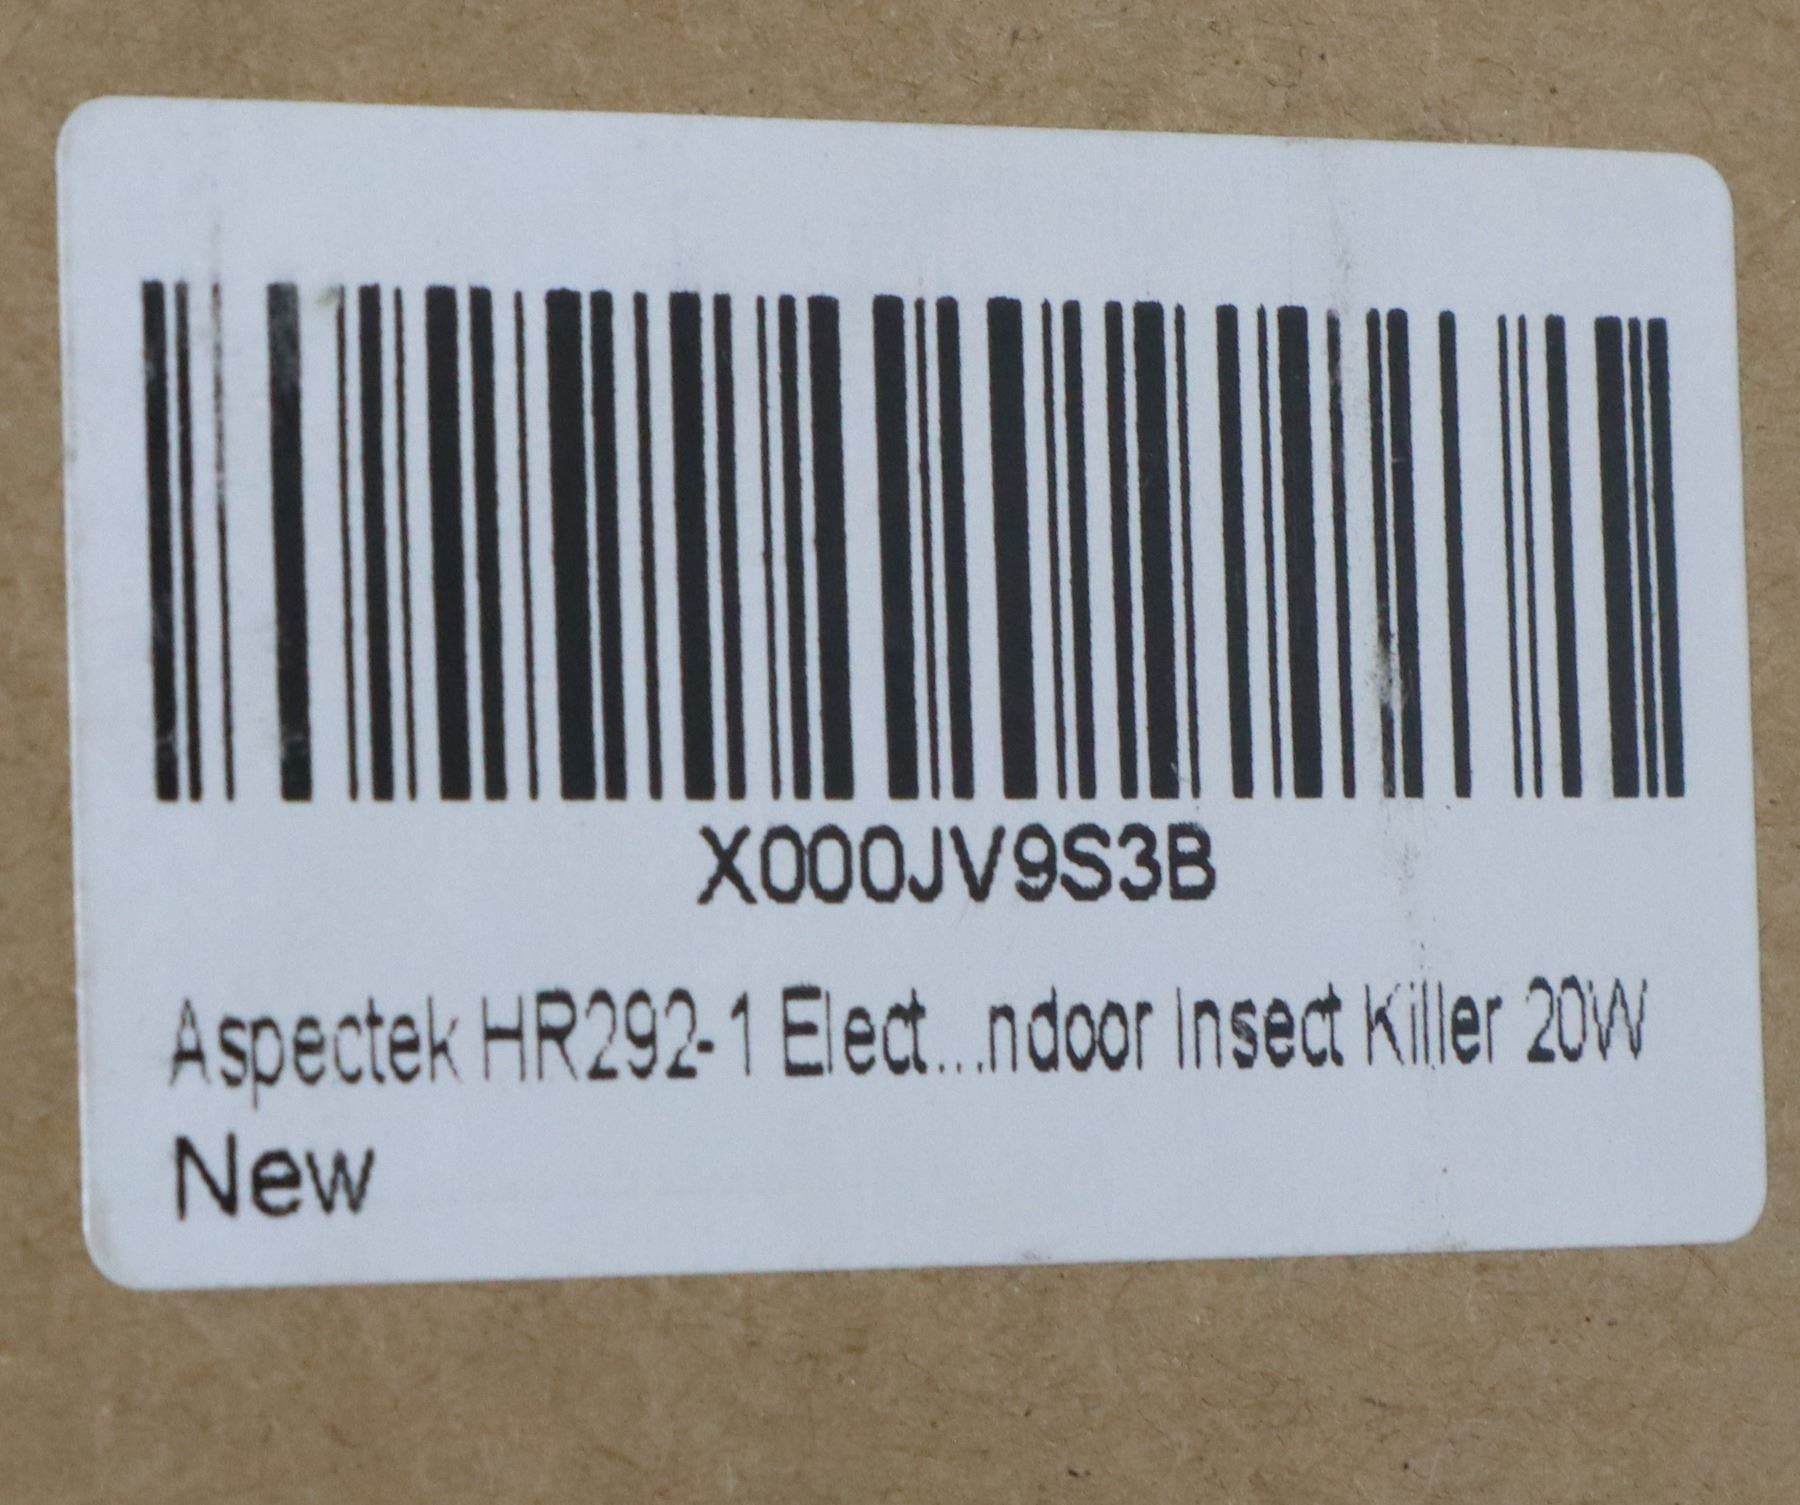 X000JV9S3B
Aspectek HR292-1 Elect...ndoor Insect Killer 20W
New